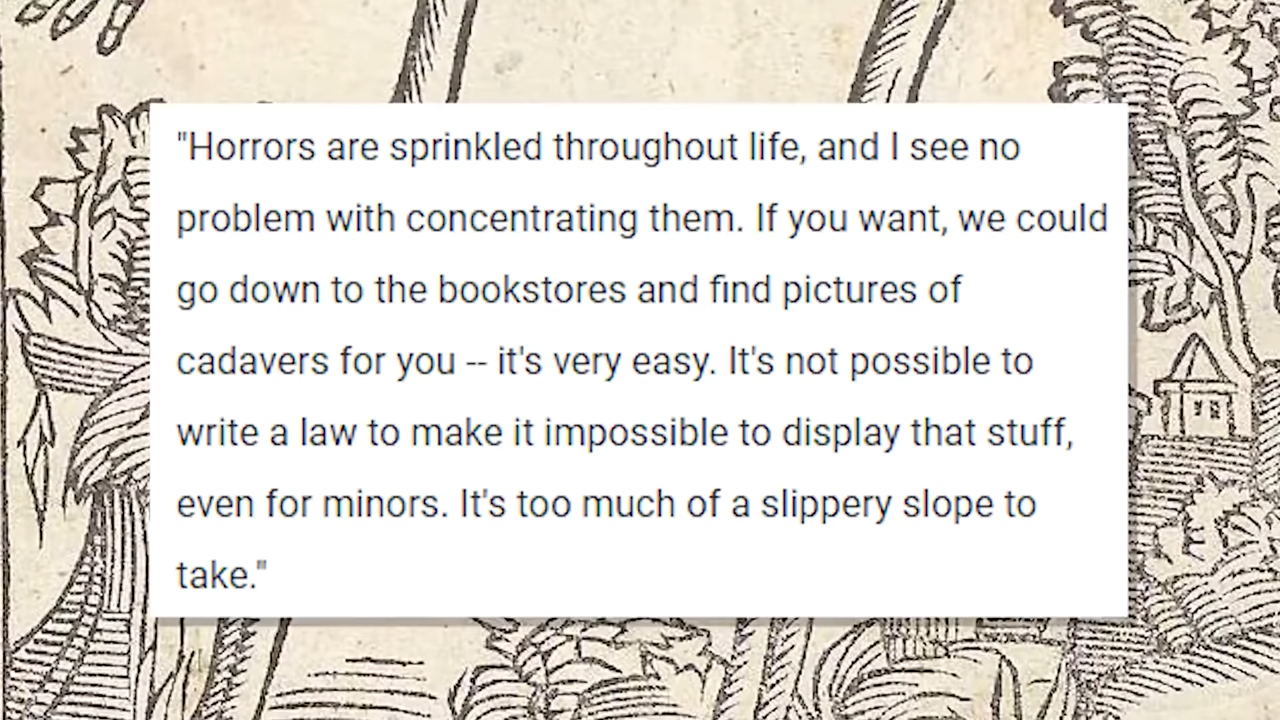 "Horrors are sprinkled throughout life, and I see no
problem with concentrating them. If you want, we could
go down to the bookstores and find pictures of
cadavers for you -- it's very easy. It's not possible to
write a law to make it impossible to display that stuff,
even for minors. It's too much of a slippery slope to
take."